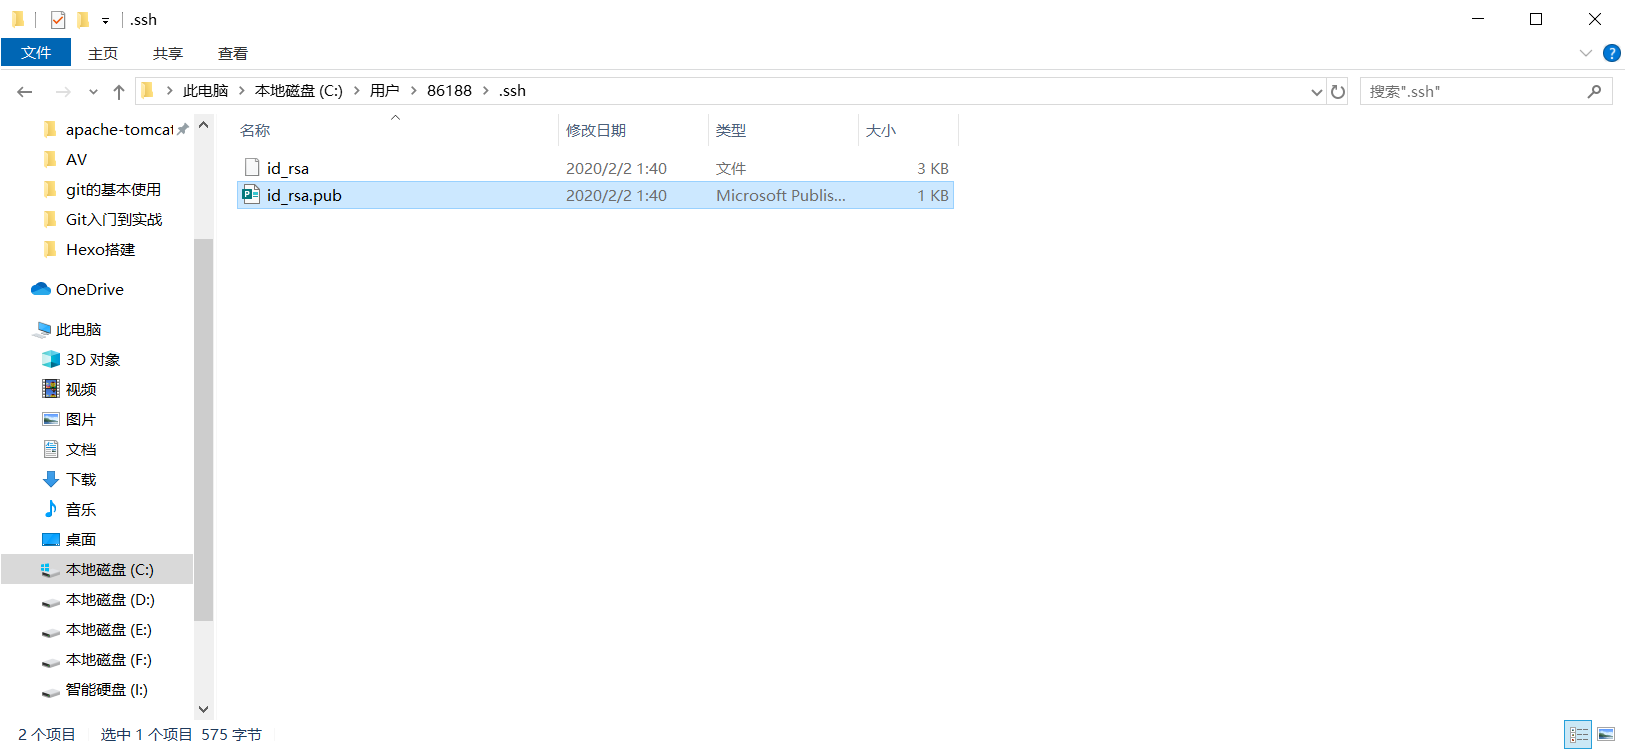 .ssh
文件 主页 共享 查看
此电脑 本地磁盘 (C:) 用户 86188 .ssh 搜索".ssh"
名称 修改日期 类型 大小
id_rsa 2020/2/2 1:40 文件 3 KB
id_rsa.pub 2020/2/2 1:40 Microsoft Publis... 1 KB
apache-tomcat
AV
git的基本使用
Git入门到实战
Hexo搭建
OneDrive
此电脑
3D 对象
视频
图片
文档
下载
音乐
桌面
本地磁盘 (C:)
本地磁盘 (D:)
本地磁盘 (E:)
本地磁盘 (F:)
智能硬盘 (I:)
2 个项目 选中 1 个项目 575 字节